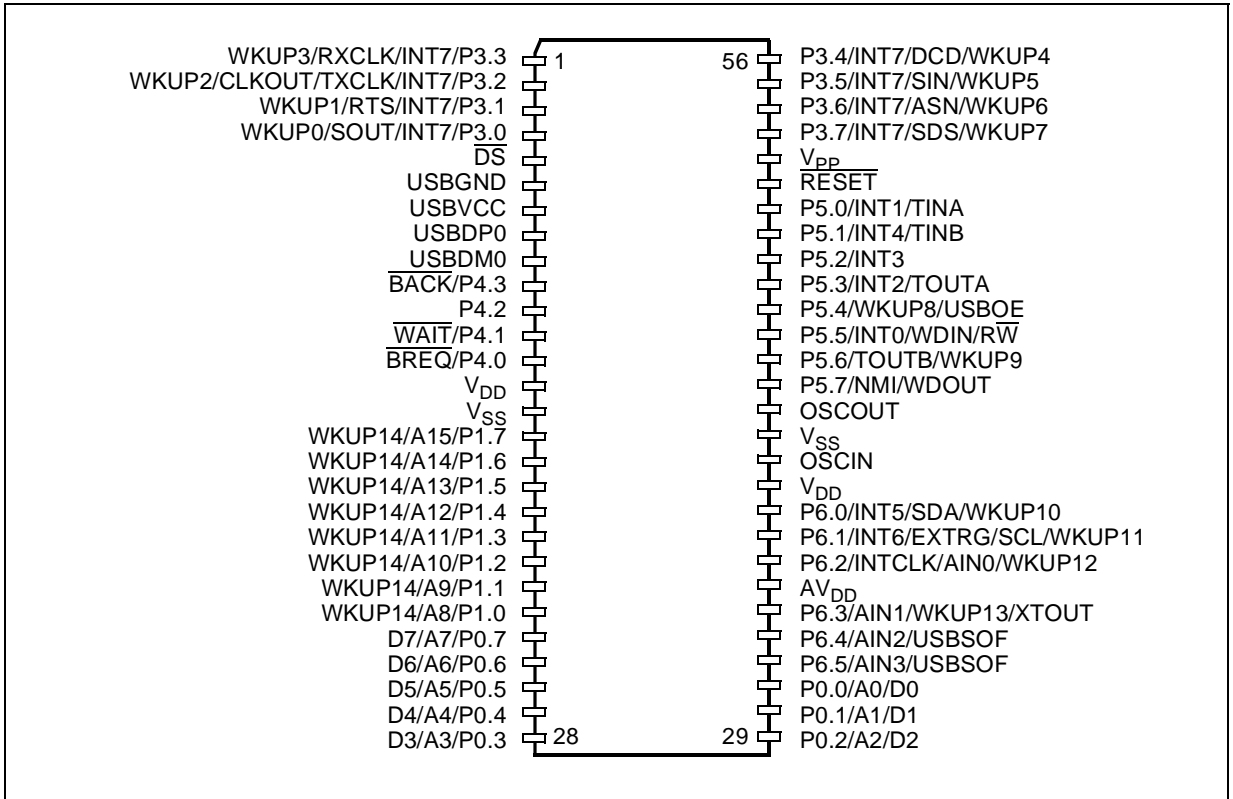 WKUP3/RXCLK/INT7/P3.3 1 56 P3.4/INT7/DCD/WKUP4
WKUP2/CLKOUT/TXCLK/INT7/P3.2 P3.5/INT7/SIN/WKUP5
WKUP1/RTS/INT7/P3.1 P3.6/INT7/ASN/WKUP6
WKUP0/SOUT/INT7/P3.0 P3.7/INT7/SDS/WKUP7
D̅S̅ VPP
USBGND R̅E̅S̅E̅T̅
USBVCC P5.0/INT1/TINA
USBDP0 P5.1/INT4/TINB
USBDM0 P5.2/INT3
B̅A̅C̅K̅/P4.3 P5.3/INT2/TOUTA
P4.2 P5.4/WKUP8/USBOE
W̅A̅I̅T̅/P4.1 P5.5/INT0/WDIN/RW̅
B̅R̅E̅Q̅/P4.0 P5.6/TOUTB/WKUP9
VDD P5.7/NMI/WDOUT
VSS OSCOUT
WKUP14/A15/P1.7 VSS
WKUP14/A14/P1.6 OSCIN
WKUP14/A13/P1.5 VDD
WKUP14/A12/P1.4 P6.0/INT5/SDA/WKUP10
WKUP14/A11/P1.3 P6.1/INT6/EXTRG/SCL/WKUP11
WKUP14/A10/P1.2 P6.2/INTCLK/AIN0/WKUP12
WKUP14/A9/P1.1 AVDD
WKUP14/A8/P1.0 P6.3/AIN1/WKUP13/XTOUT
D7/A7/P0.7 P6.4/AIN2/USBSOF
D6/A6/P0.6 P6.5/AIN3/USBSOF
D5/A5/P0.5 P0.0/A0/D0
D4/A4/P0.4 P0.1/A1/D1
D3/A3/P0.3 28 29 P0.2/A2/D2